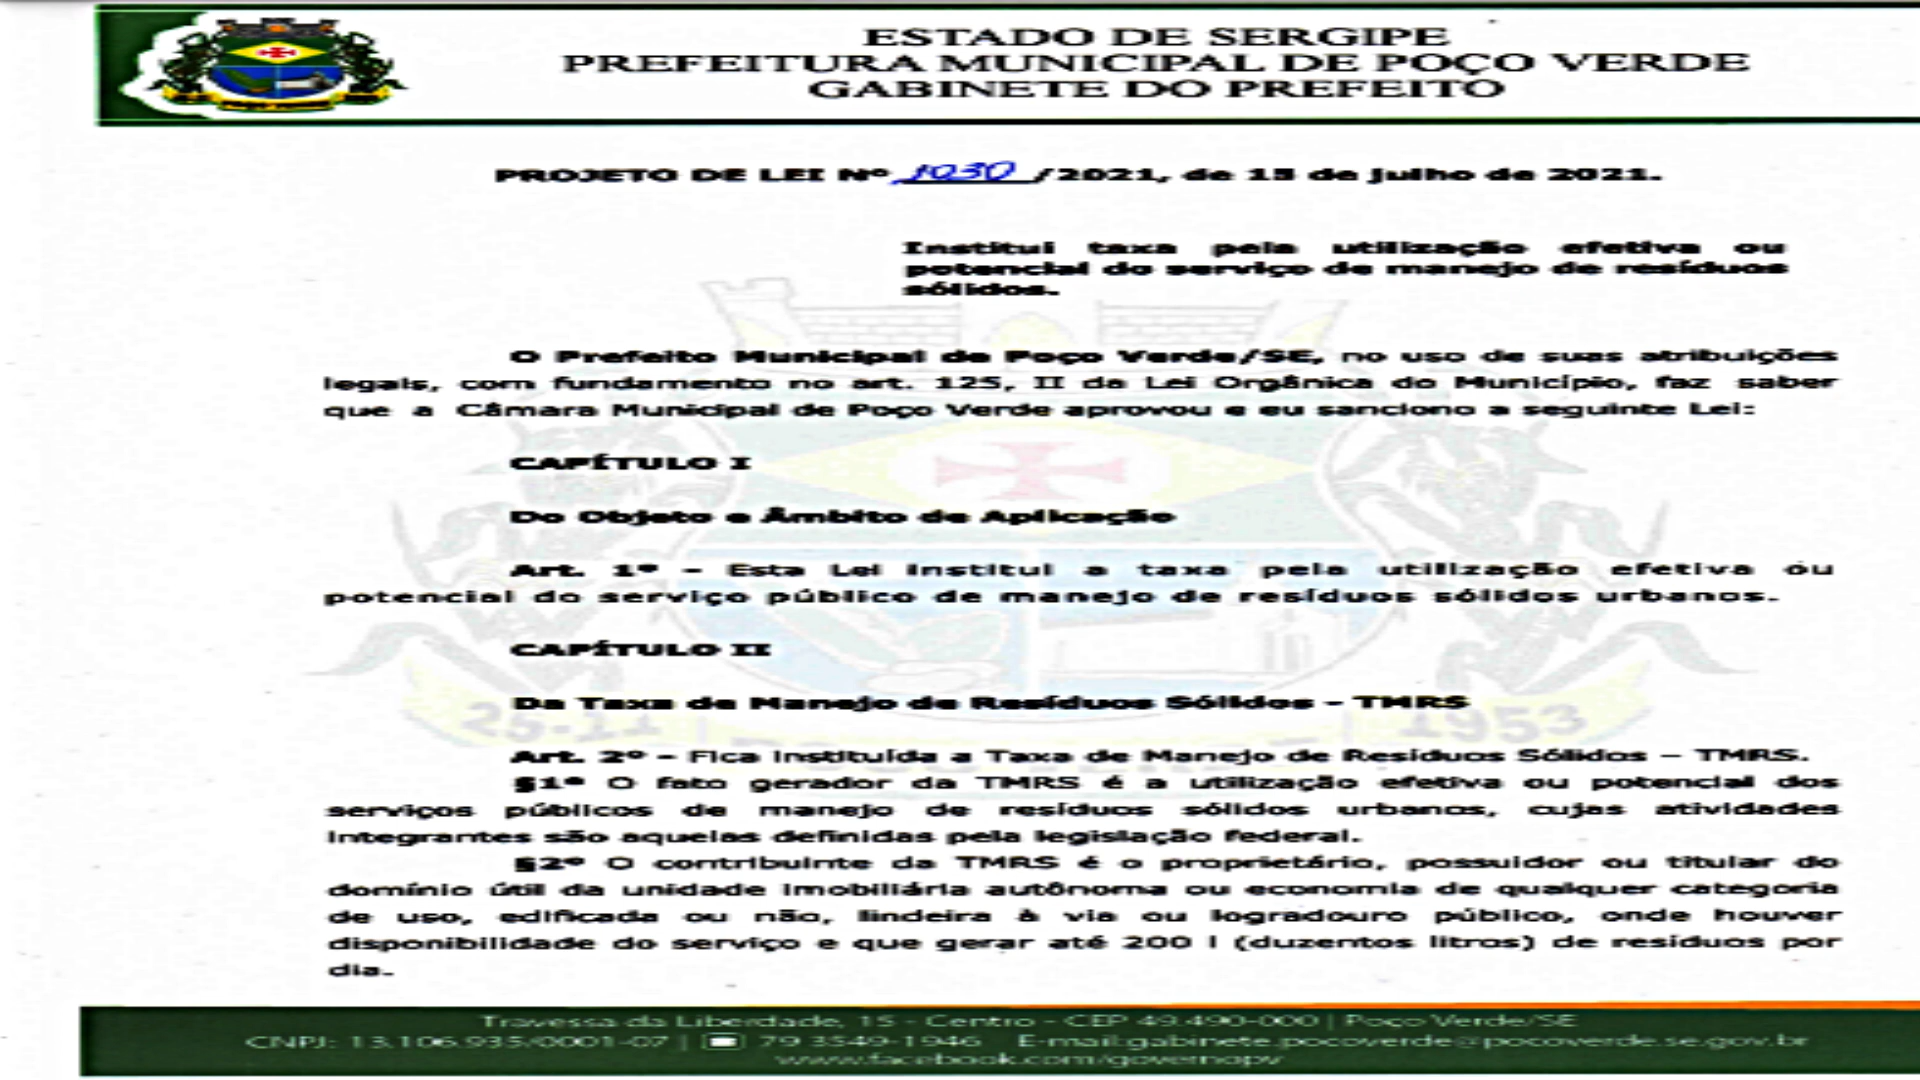 ESTADO DE SERGIPE
PREFEITURA MUNICIPAL DE POÇO VERDE
GABINETE DO PREFEITO
PROJETO DE LEI Nº 1030 /2021, de 15 de julho de 2021.
Institui taxa pela utilização efetiva ou
potencial do serviço de manejo de resíduos
sólidos.
O Prefeito Municipal de Poço Verde/SE, no uso de suas atribuições
legais, com fundamento no art. 125, II da Lei Orgânica do Município, faz saber
que a Câmara Municipal de Poço Verde aprovou e eu sanciono a seguinte Lei:
CAPÍTULO I
Do Objeto e Âmbito de Aplicação
Art. 1º - Esta Lei institui a taxa pela utilização efetiva ou
potencial do serviço público de manejo de resíduos sólidos urbanos.
CAPÍTULO II
Da Taxa de Manejo de Resíduos Sólidos - TMRS
25-11 1953
Art. 2º - Fica instituída a Taxa de Manejo de Resíduos Sólidos – TMRS.
§1º O fato gerador da TMRS é a utilização efetiva ou potencial dos
serviços públicos de manejo de resíduos sólidos urbanos, cujas atividades
integrantes são aquelas definidas pela legislação federal.
§2º O contribuinte da TMRS é o proprietário, possuidor ou titular do
domínio útil da unidade imobiliária autônoma ou economia de qualquer categoria
de uso, edificada ou não, lindeira à via ou logradouro público, onde houver
disponibilidade do serviço e que gerar até 200 l (duzentos litros) de resíduos por
dia.
Travessa da Liberdade, 15 - Centro - CEP 49.490-000 | Poço Verde/SE
CNPJ: 13.106.935/0001-07 | 79 3549-1946 E-mail:gabinete.pocoverde@pocoverde.se.gov.br
www.facebook.com/governopv